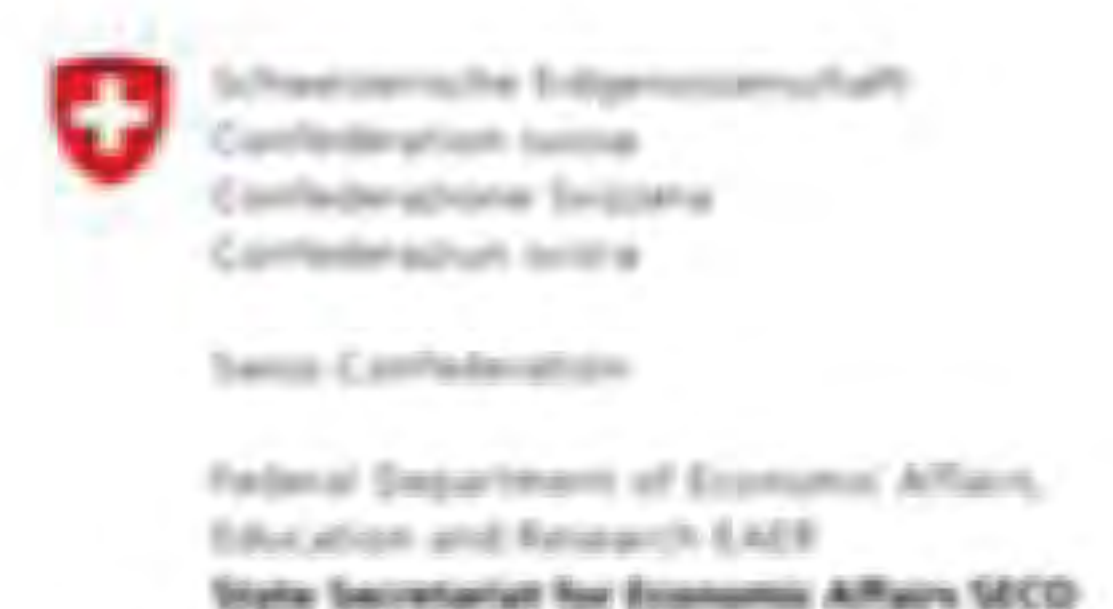 Schweizerische Eidgenossenschaft
Confédération suisse
Confederazione Svizzera
Confederaziun svizra
Swiss Confederation
Federal Department of Economic Affairs,
Education and Research EAER
State Secretariat for Economic Affairs SECO